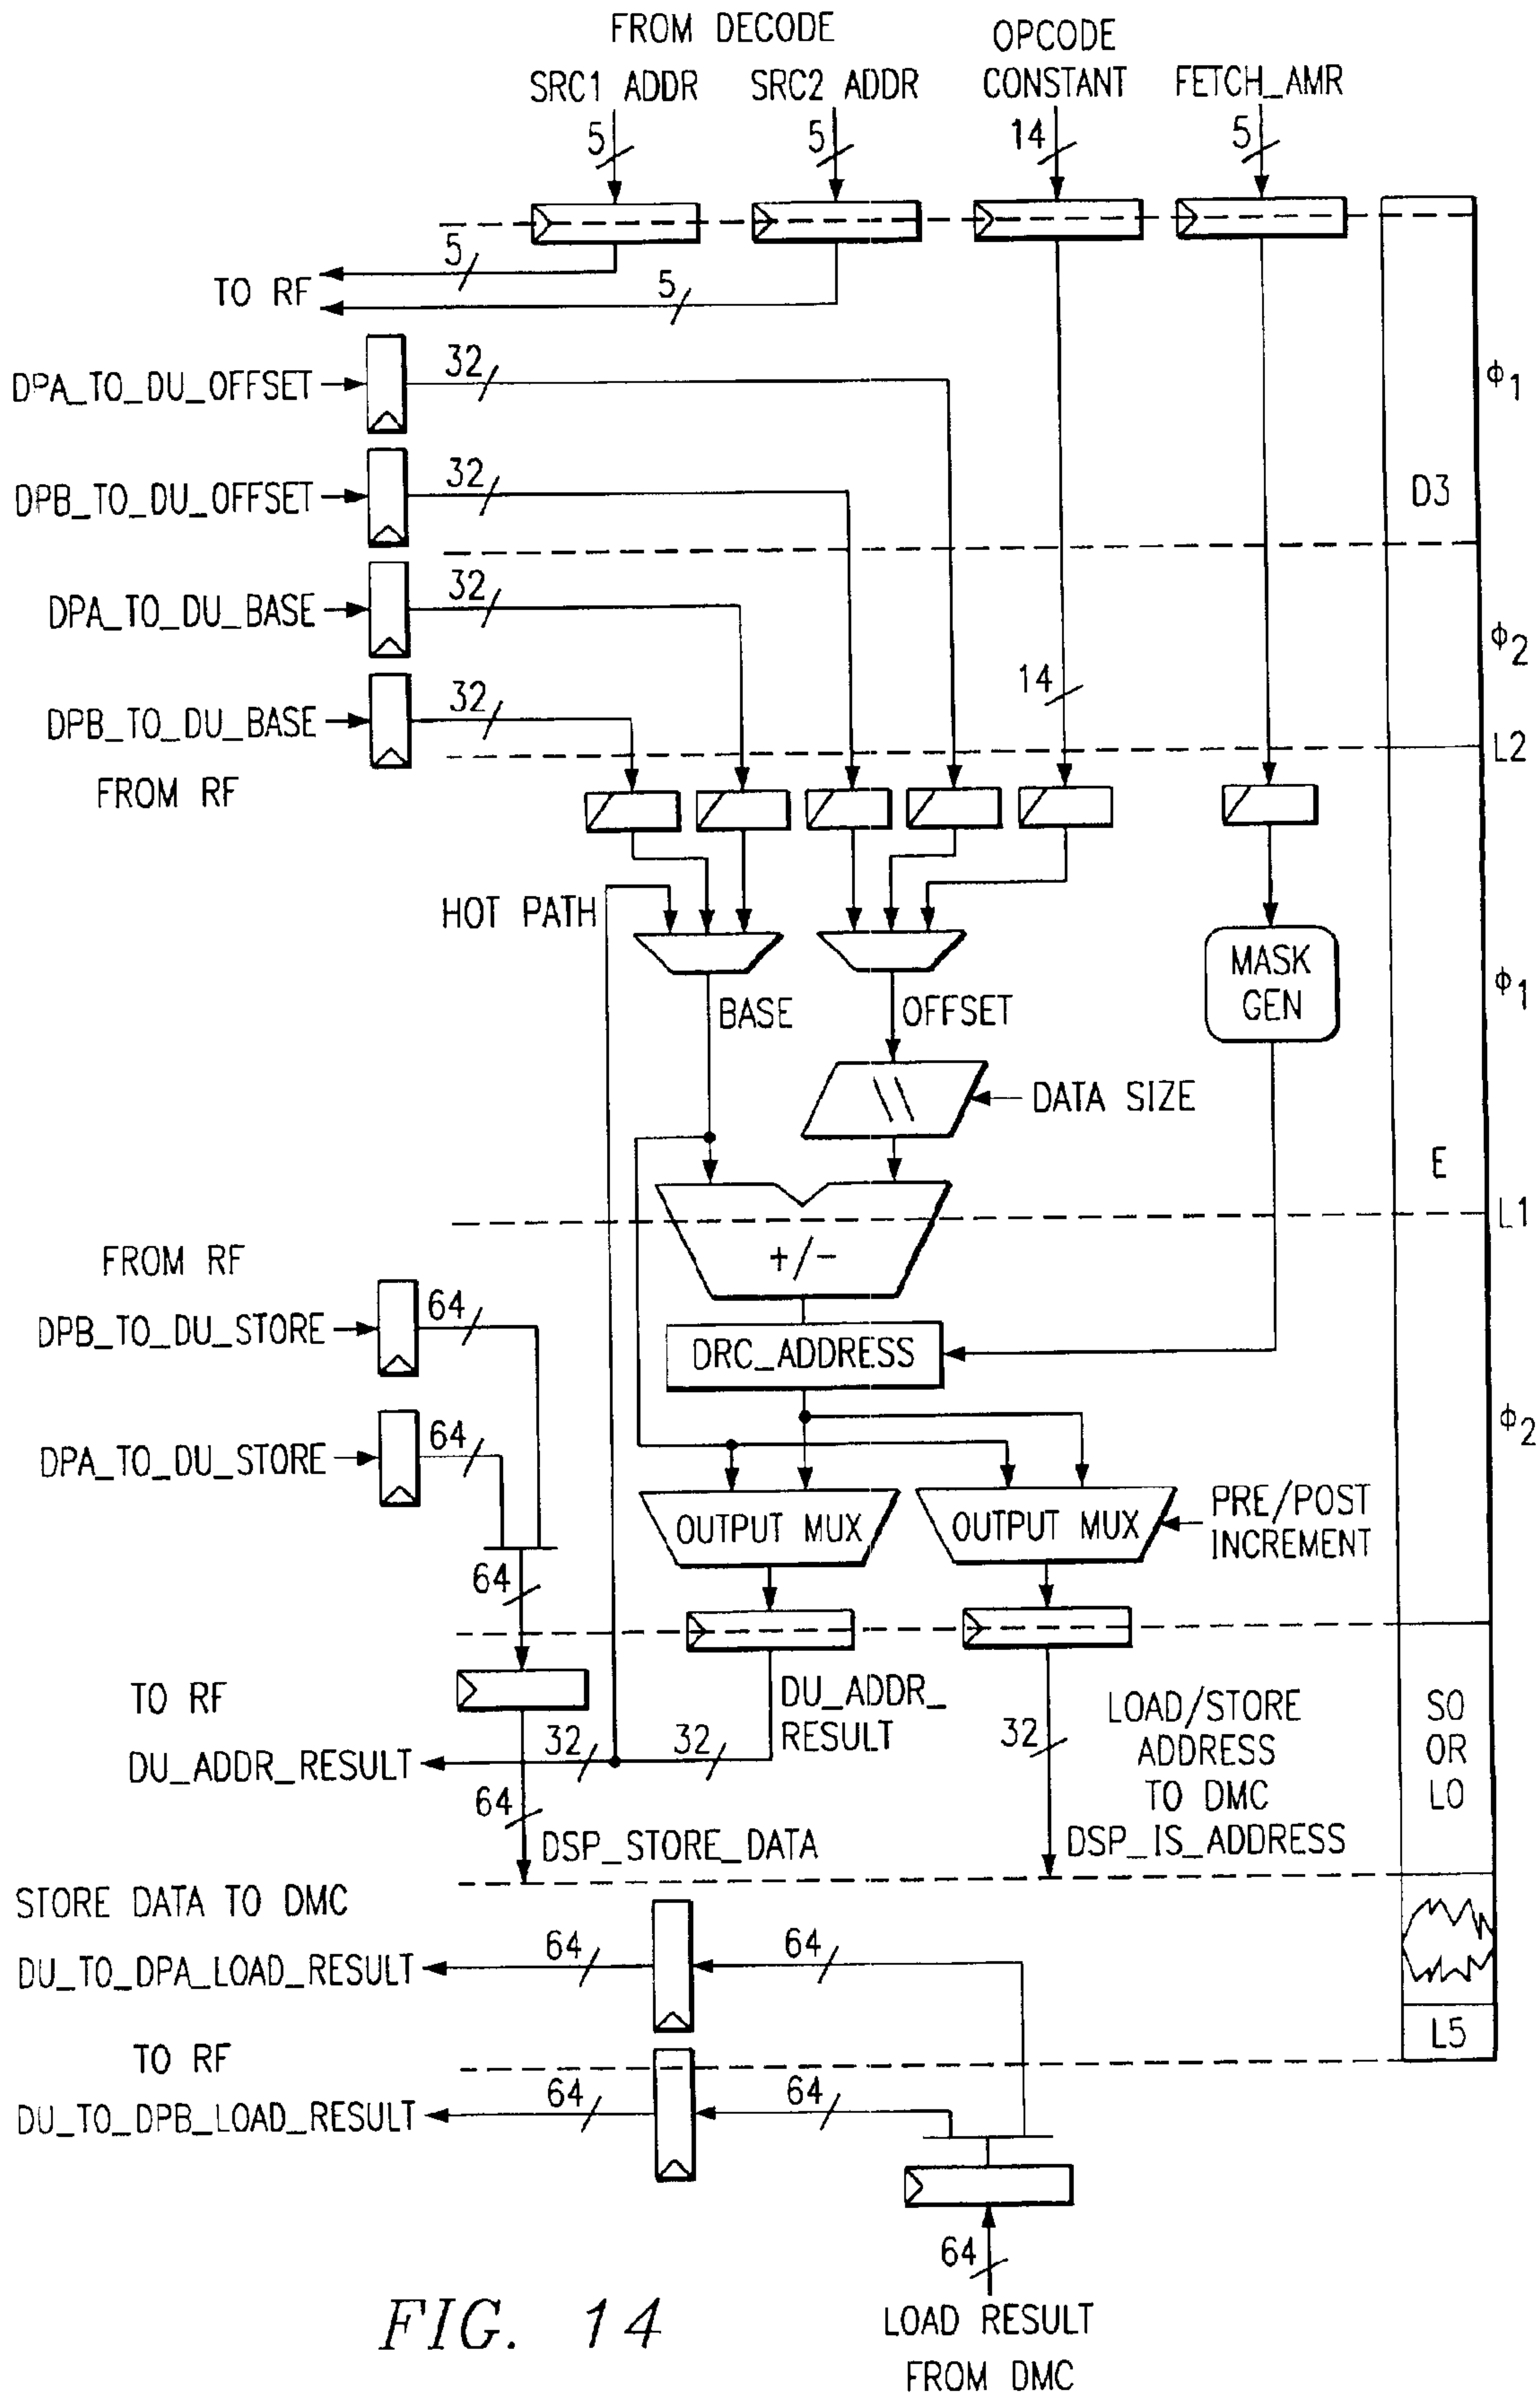 FROM DECODE
OPCODE
SRC1 ADDR
SRC2 ADDR
CONSTANT
FETCH_AMR
5
5
14
5
5
TO RF
5
DPA_TO_DU_OFFSET
32
Φ1
DPB_TO_DU_OFFSET
32
D3
DPA_TO_DU_BASE
32
Φ2
DPB_TO_DU_BASE
32
14
L2
FROM RF
HOT PATH
MASK
GEN
Φ1
BASE
OFFSET
\\
DATA SIZE
E
L1
+/-
FROM RF
DPB_TO_DU_STORE
64
DRC_ADDRESS
Φ2
DPA_TO_DU_STORE
64
OUTPUT MUX
OUTPUT MUX
PRE/POST
INCREMENT
64
TO RF
DU_ADDR_
RESULT
LOAD/STORE
ADDRESS
TO DMC
DSP_IS_ADDRESS
32
SO
OR
LO
DU_ADDR_RESULT
32
32
64
DSP_STORE_DATA
STORE DATA TO DMC
DU_TO_DPA_LOAD_RESULT
64
64
L5
TO RF
DU_TO_DPB_LOAD_RESULT
64
64
64
FIG. 14
LOAD RESULT
FROM DMC